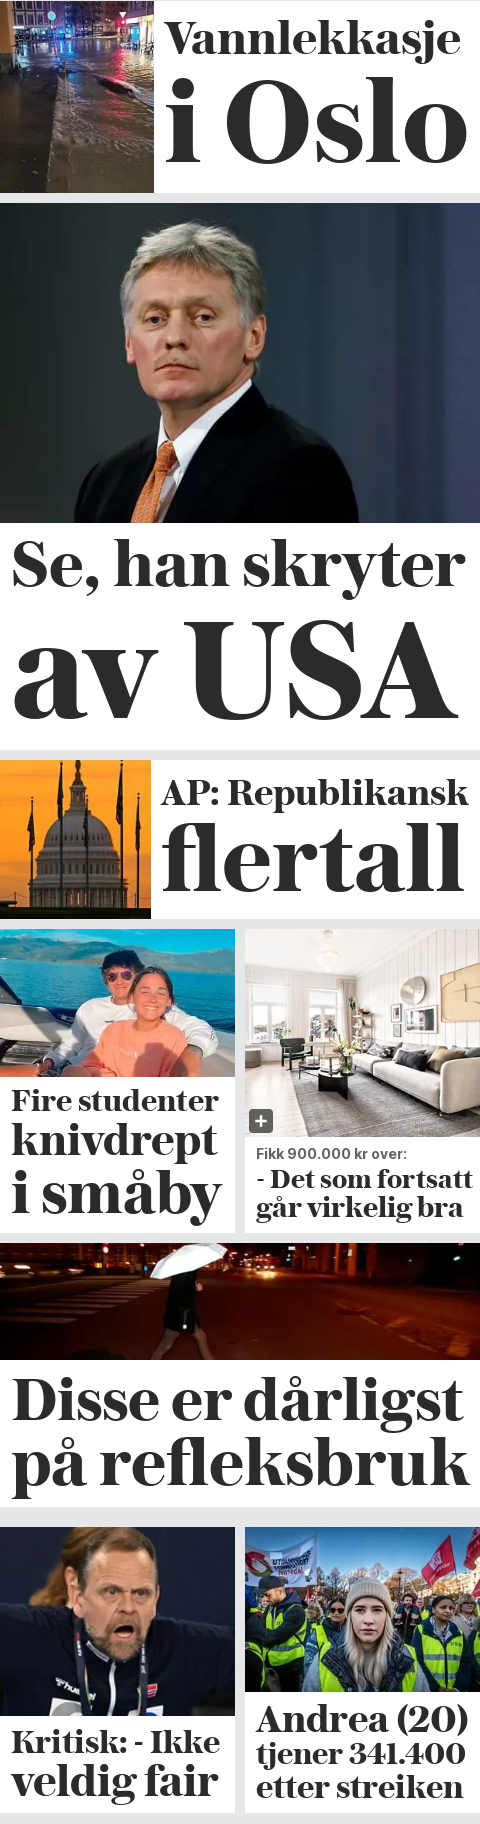 Vannlekkasje
i Oslo
Se, han skryter
av USA
AP: Republikansk
flertall
Fire studenter
knivdrept
i småby
Fikk 900.000 kr over:
- Det som fortsatt
går virkelig bra
Disse er dårligst
på refleksbruk
Kritisk: - Ikke
veldig fair
Andrea (20)
tjener 341.400
etter streiken